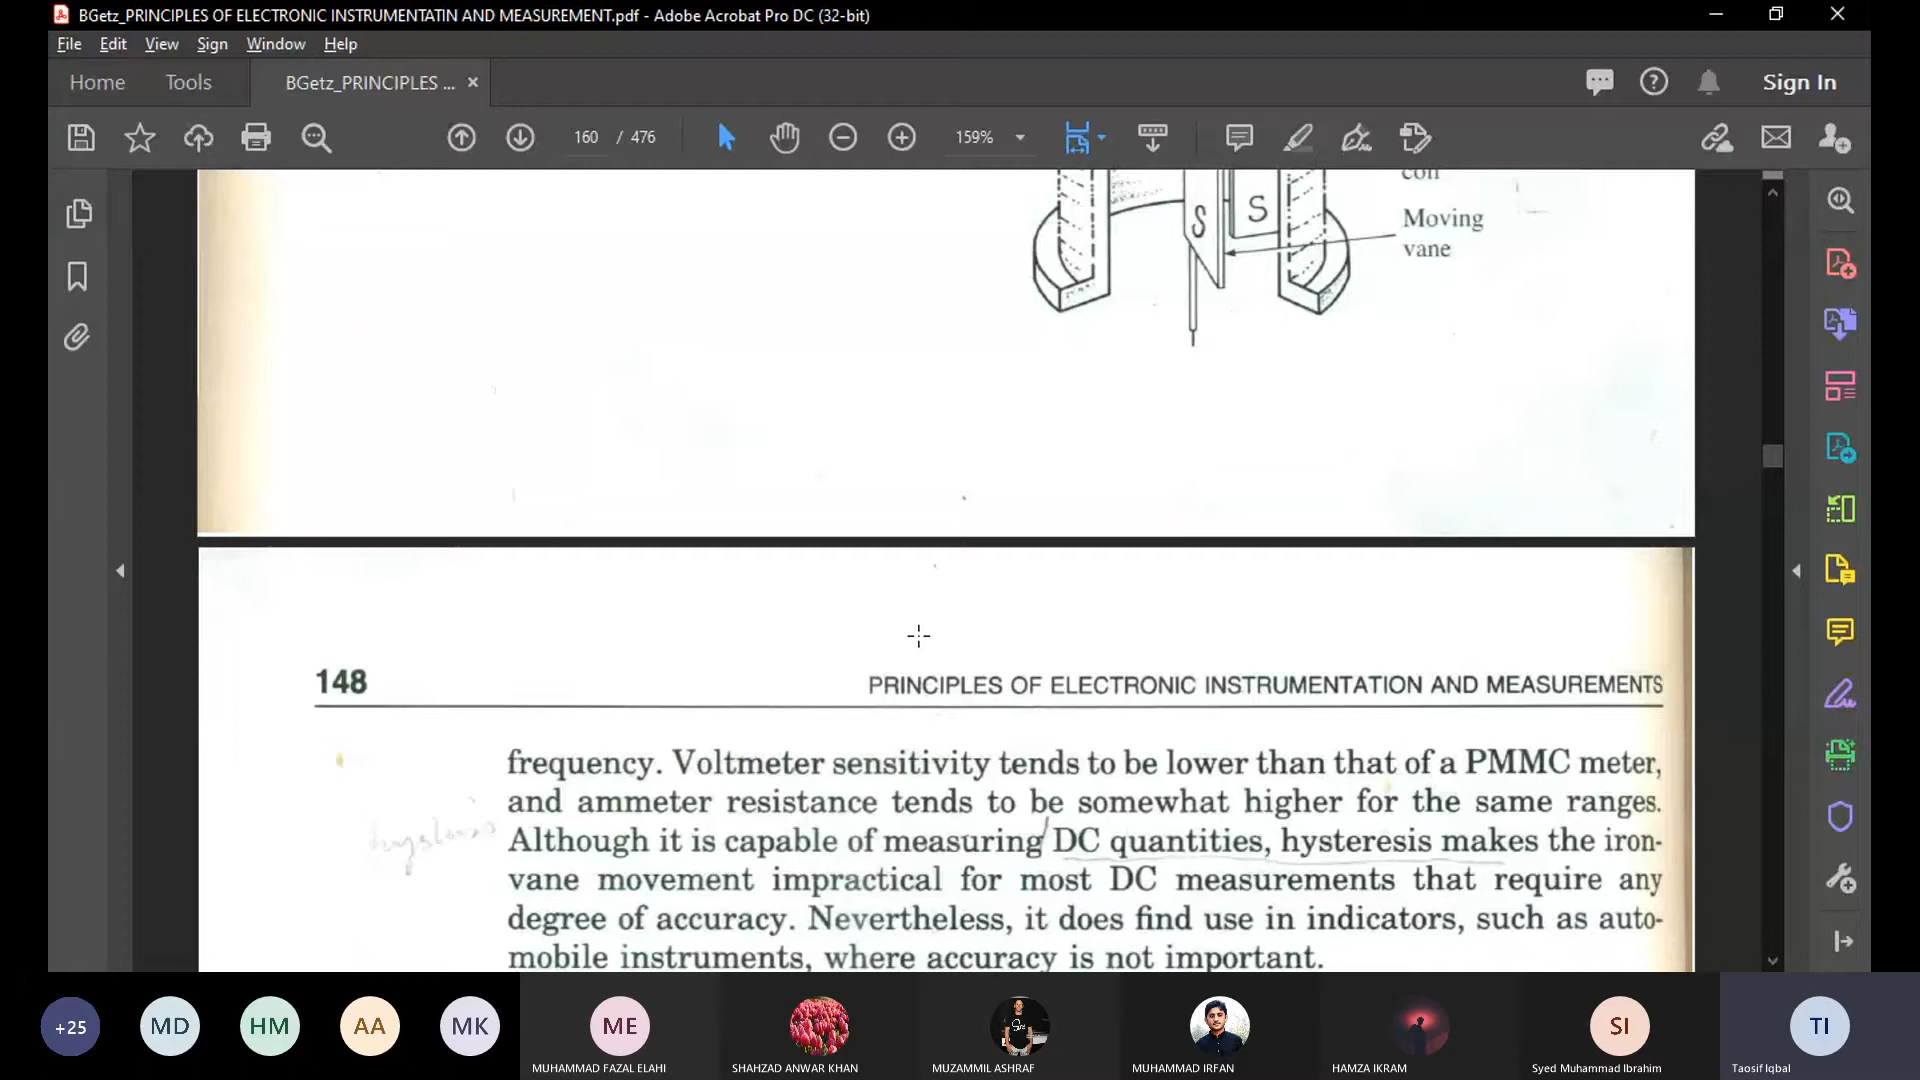 BGetz_PRINCIPLES OF ELECTRONIC INSTRUMENTATIN AND MEASUREMENT.pdf - Adobe Acrobat Pro DC (32-bit)
File Edit View Sign Window Help
Home Tools BGetz_PRINCIPLES ... × Sign In
160 / 476 159%
coil
S S Moving
vane
148 PRINCIPLES OF ELECTRONIC INSTRUMENTATION AND MEASUREMENTS
frequency. Voltmeter sensitivity tends to be lower than that of a PMMC meter,
and ammeter resistance tends to be somewhat higher for the same ranges.
Although it is capable of measuring DC quantities, hysteresis makes the iron-
vane movement impractical for most DC measurements that require any
degree of accuracy. Nevertheless, it does find use in indicators, such as auto-
mobile instruments, where accuracy is not important.
+25 MD HM AA MK ME SI TI
MUHAMMAD FAZAL ELAHI SHAHZAD ANWAR KHAN MUZAMMIL ASHRAF MUHAMMAD IRFAN HAMZA IKRAM Syed Muhammad Ibrahim Taosif Iqbal